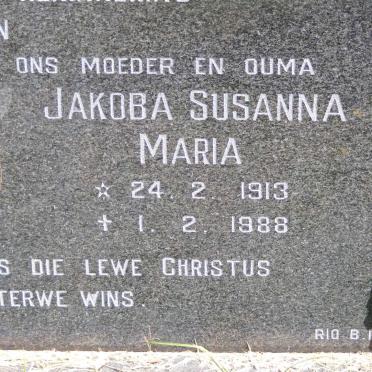 N
ONS MOEDER EN OUMA
JAKOBA SUSANNA
MARIA
☆ 24. 2. 1913
✝ 1. 2. 1988
S DIE LEWE CHRISTUS
TERWE WINS.
RIO B.